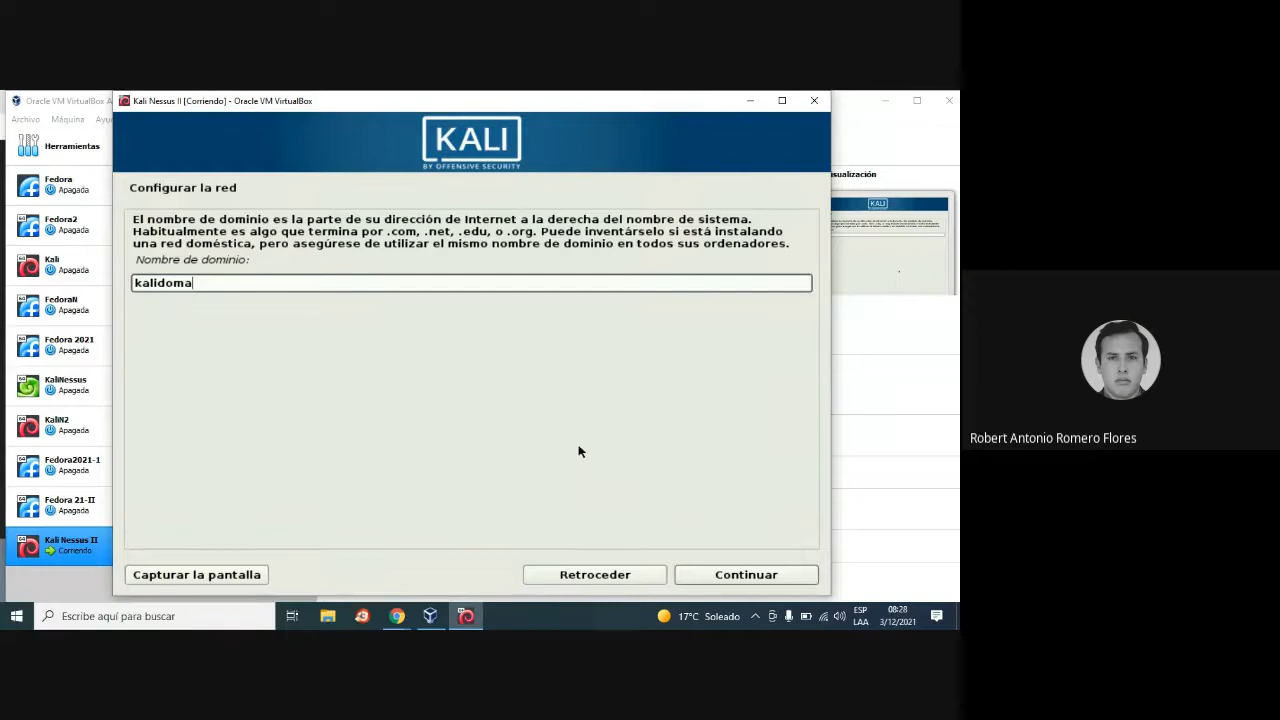 Oracle VM VirtualBox A
Kali Nessus II [Corriendo] - Oracle VM VirtualBox
Archivo Máquina Ayu
Herramientas
Fedora
Apagada
Fedora2
Apagada
Kali
Apagada
FedoraN
Apagada
Fedora 2021
Apagada
KaliNessus
Apagada
KaliN2
Apagada
Fedora2021-1
Apagada
Fedora 21-II
Apagada
Kali Nessus II
Corriendo
KALI
BY OFFENSIVE SECURITY
Configurar la red
El nombre de dominio es la parte de su dirección de Internet a la derecha del nombre de sistema.
Habitualmente es algo que termina por .com, .net, .edu, o .org. Puede inventárselo si está instalando
una red doméstica, pero asegúrese de utilizar el mismo nombre de dominio en todos sus ordenadores.
Nombre de dominio:
kalidoma
Capturar la pantalla
Retroceder
Continuar
sualización
KALI
Robert Antonio Romero Flores
Escribe aquí para buscar
17°C Soleado
ESP
LAA
08:28
3/12/2021